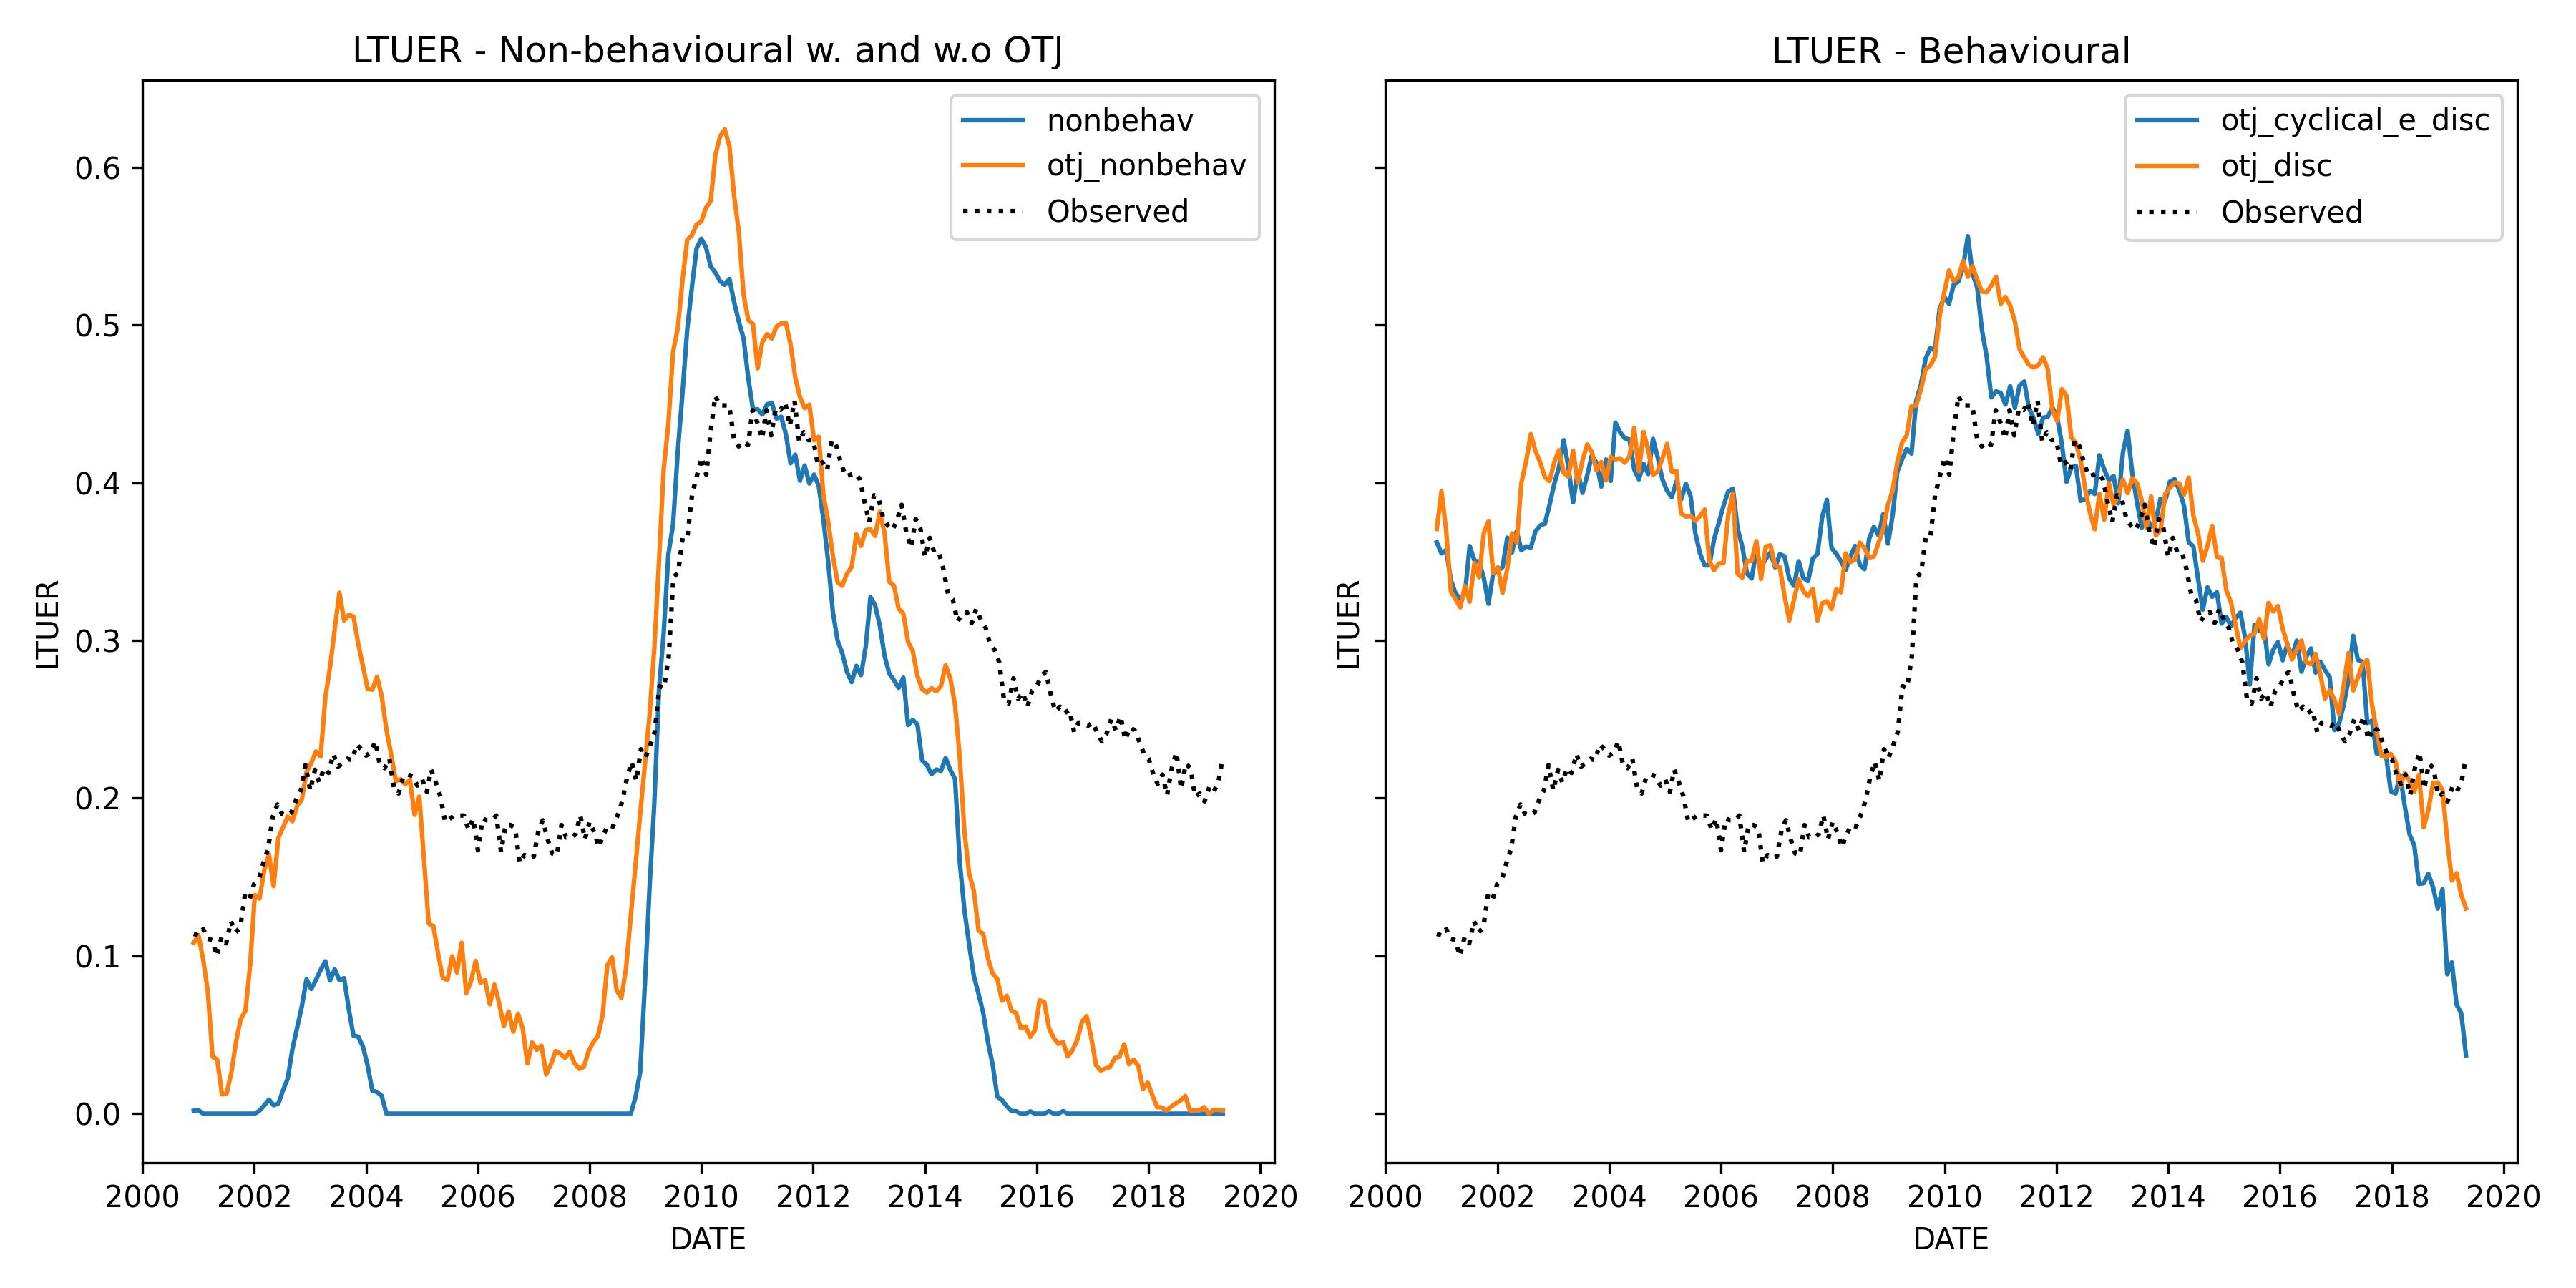 LTUER - Non-behavioural w. and w.o OTJ
nonbehav
otj_nonbehav
Observed
LTUER
0.6
0.5
0.4
0.3
0.2
0.1
0.0
2000 2002 2004 2006 2008 2010 2012 2014 2016 2018 2020
DATE
LTUER - Behavioural
otj_cyclical_e_disc
otj_disc
Observed
LTUER
2000 2002 2004 2006 2008 2010 2012 2014 2016 2018 2020
DATE